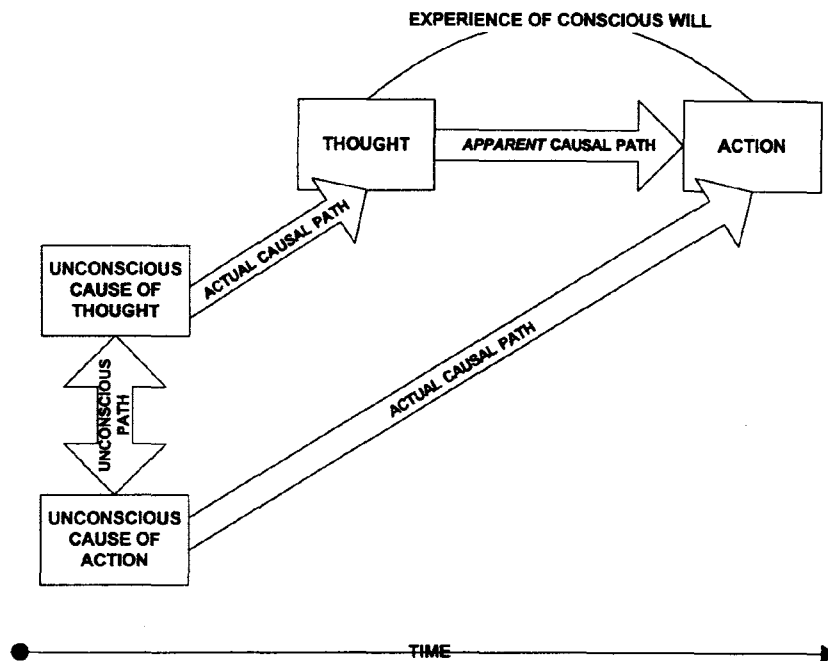 EXPERIENCE OF CONSCIOUS WILL
THOUGHT
APPARENT CAUSAL PATH
ACTION
ACTUAL CAUSAL PATH
UNCONSCIOUS
CAUSE OF
THOUGHT
UNCONSCIOUS
PATH
ACTUAL CAUSAL PATH
UNCONSCIOUS
CAUSE OF
ACTION
TIME